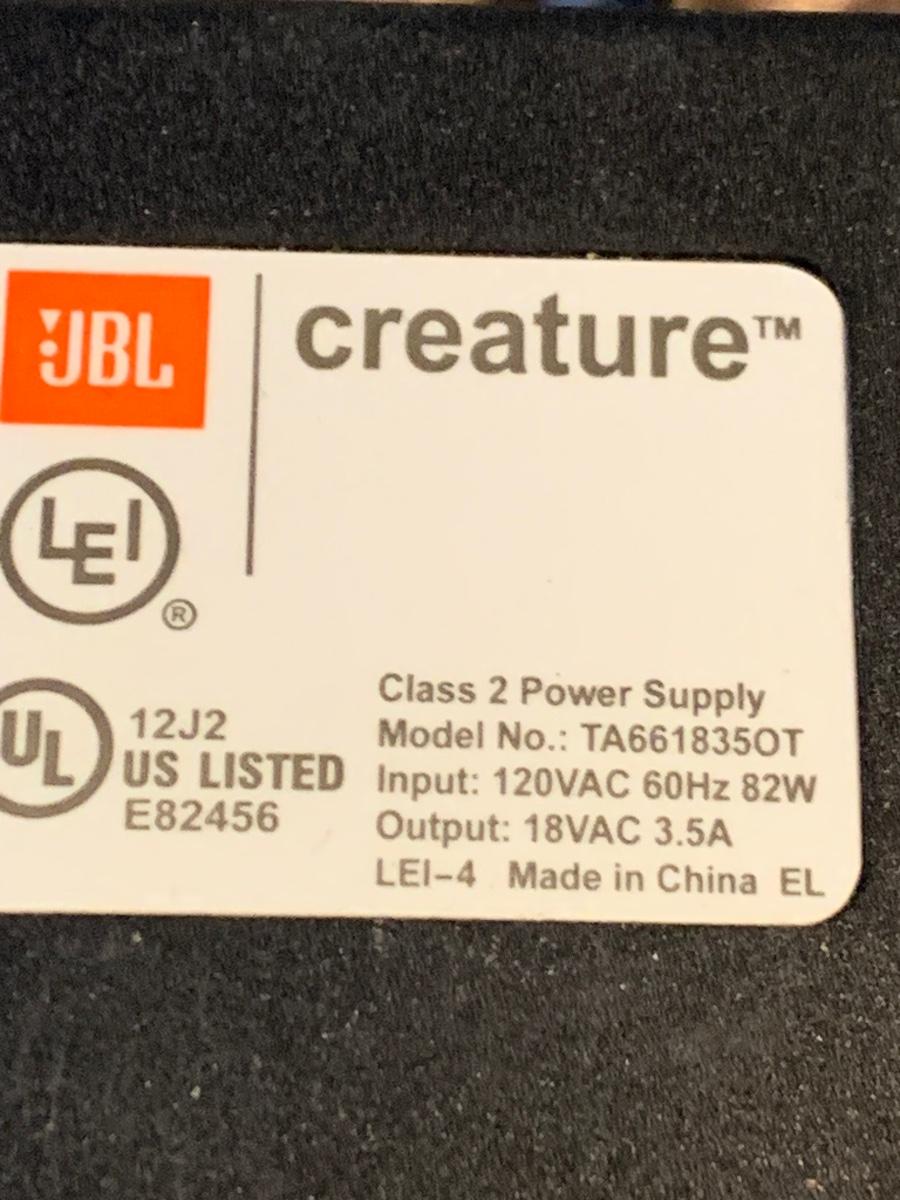 JBL
creature™
LEI
®
UL
12J2
US LISTED
E82456
Class 2 Power Supply
Model No.: TA661835OT
Input: 120VAC 60Hz 82W
Output: 18VAC 3.5A
LEI-4 Made in China EL